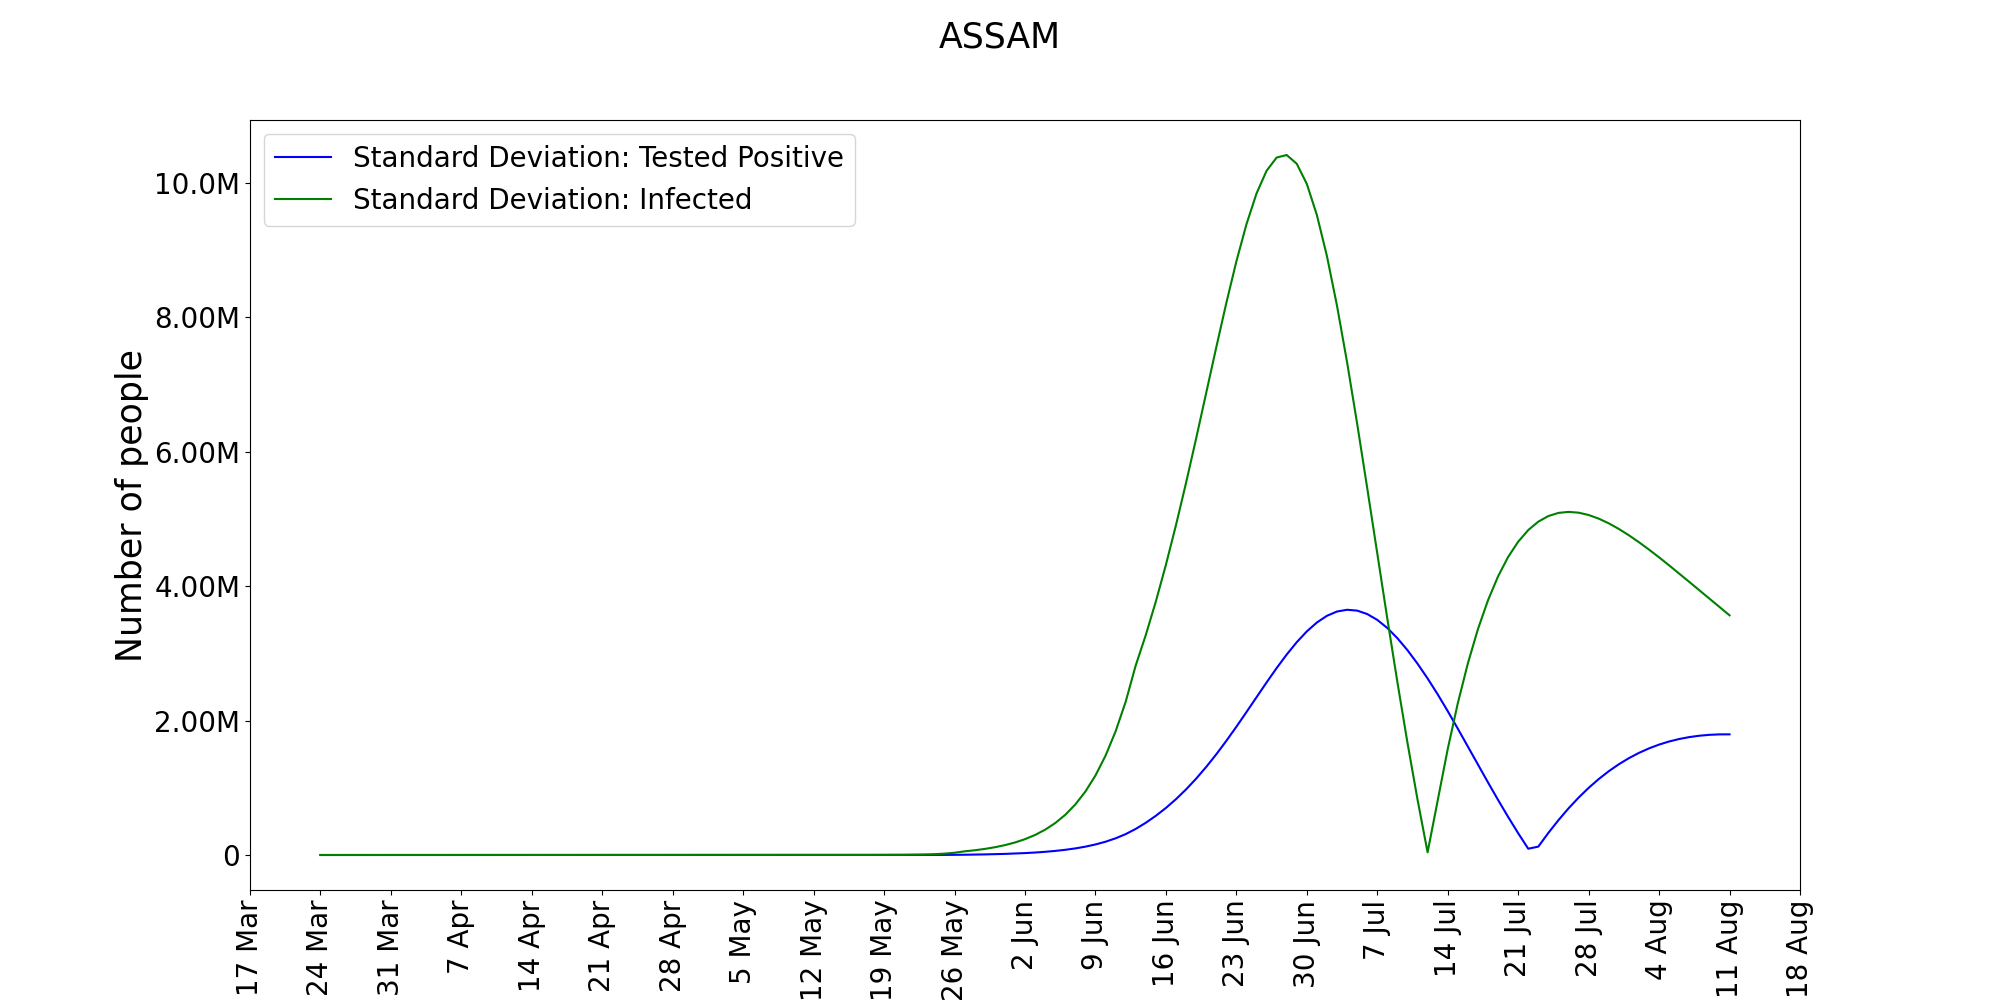 ASSAM
Standard Deviation: Tested Positive
Standard Deviation: Infected
Number of people
10.0M
8.00M
6.00M
4.00M
2.00M
0
17 Mar
24 Mar
31 Mar
7 Apr
14 Apr
21 Apr
28 Apr
5 May
12 May
19 May
26 May
2 Jun
9 Jun
16 Jun
23 Jun
30 Jun
7 Jul
14 Jul
21 Jul
28 Jul
4 Aug
11 Aug
18 Aug